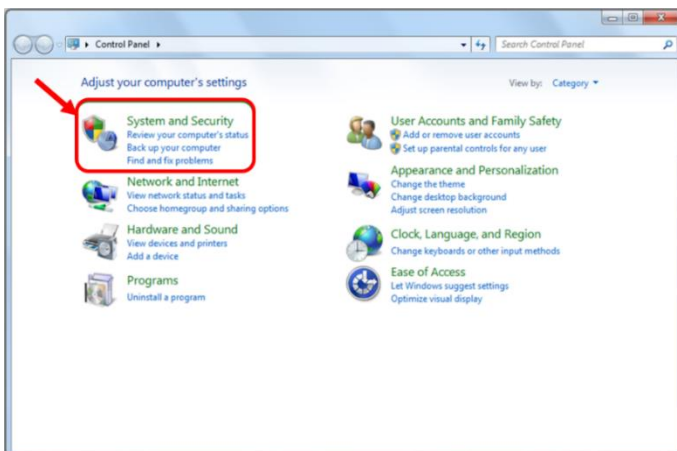 Control Panel
Search Control Panel
Adjust your computer's settings
View by: Category
System and Security
Review your computer's status
Back up your computer
Find and fix problems
Network and Internet
View network status and tasks
Choose homegroup and sharing options
Hardware and Sound
View devices and printers
Add a device
Programs
Uninstall a program
User Accounts and Family Safety
Add or remove user accounts
Set up parental controls for any user
Appearance and Personalization
Change the theme
Change desktop background
Adjust screen resolution
Clock, Language, and Region
Change keyboards or other input methods
Ease of Access
Let Windows suggest settings
Optimize visual display